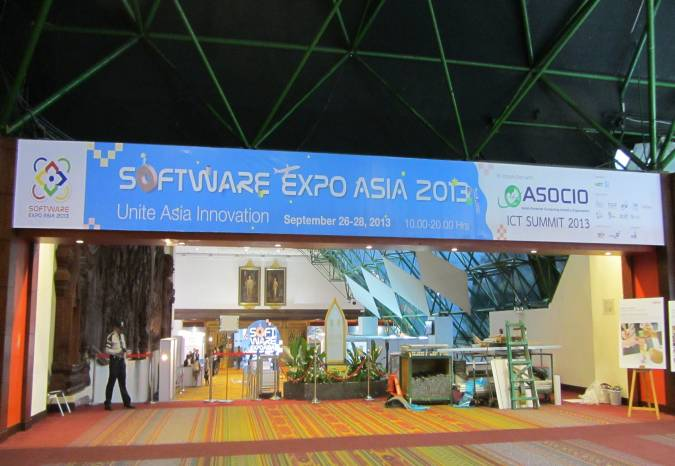 SOFTWARE
EXPO ASIA 2013
SOFTWARE EXPO ASIA 2013
Unite Asia Innovation September 26-28, 2013 10.00-20.00 Hrs
ASOCIO
ICT SUMMIT 2013
SOFT
WARE